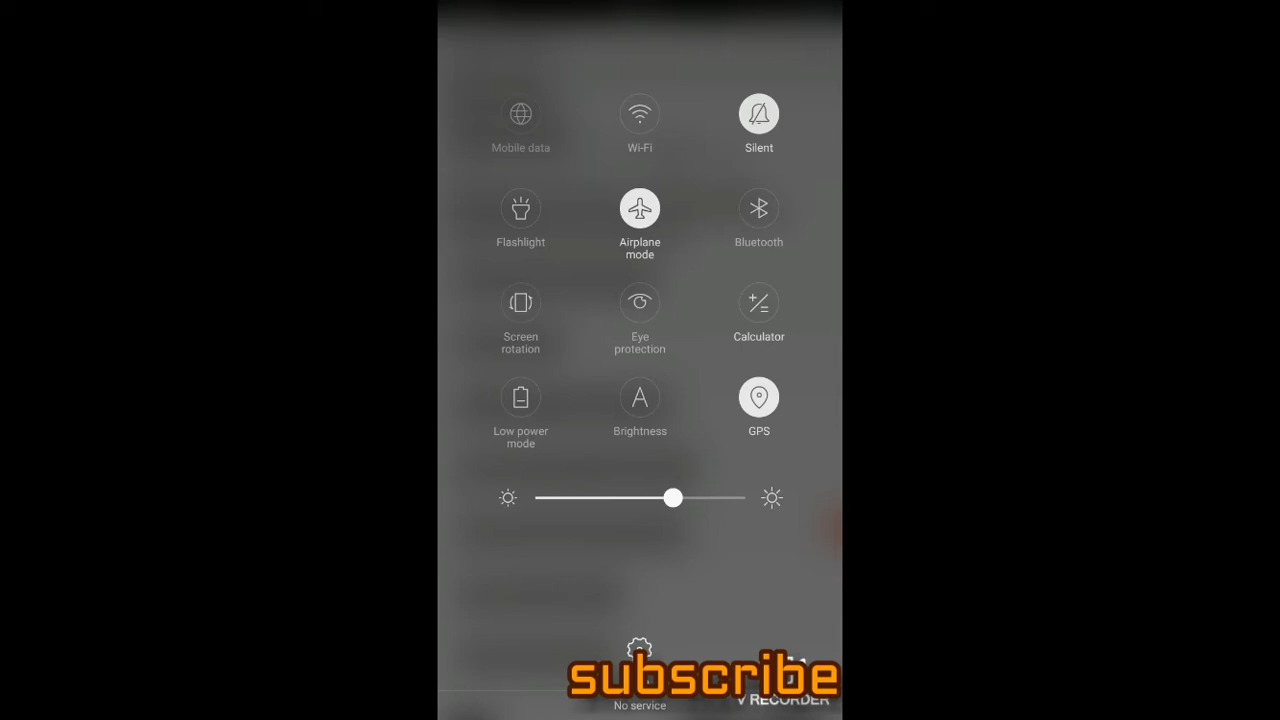 Mobile data
Wi-Fi
Silent
Flashlight
Airplane
mode
Bluetooth
Screen
rotation
Eye
protection
Calculator
Low power
mode
Brightness
GPS
subscribe
V RECORDER
No service